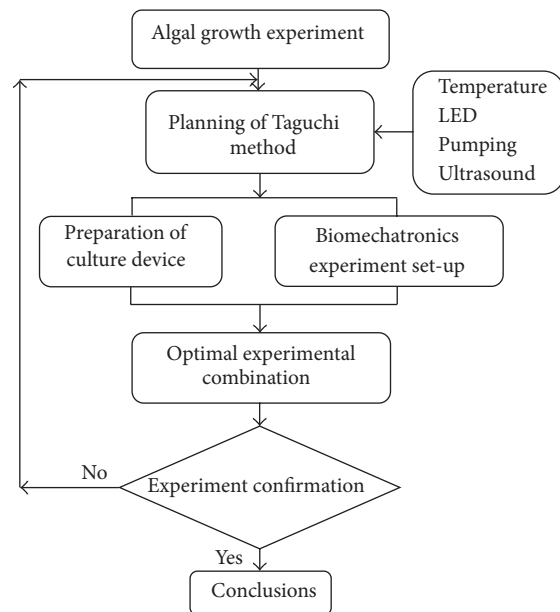 Algal growth experiment
Planning of Taguchi
method
Temperature
LED
Pumping
Ultrasound
Preparation of
culture device
Biomechatronics
experiment set-up
Optimal experimental
combination
No
Experiment confirmation
Yes
Conclusions